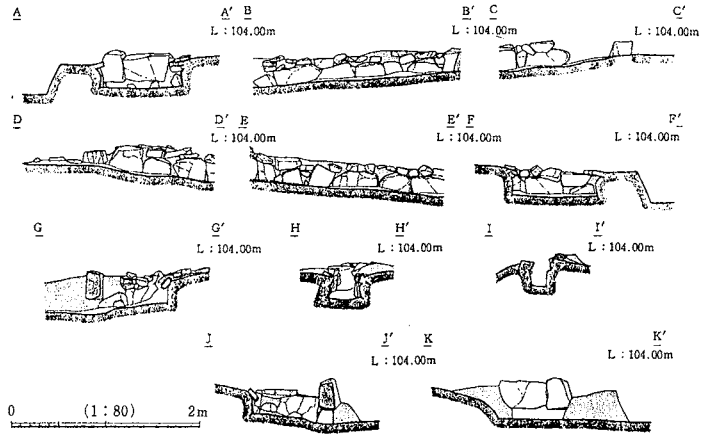 A A′ B B′ C C′
L：104.00m L：104.00m L：104.00m
D D′ E E′ F F′
L：104.00m L：104.00m L：104.00m
G G′ H H′ I I′
L：104.00m L：104.00m L：104.00m
J J′ K K′
L：104.00m L：104.00m
0 (1：80) 2m